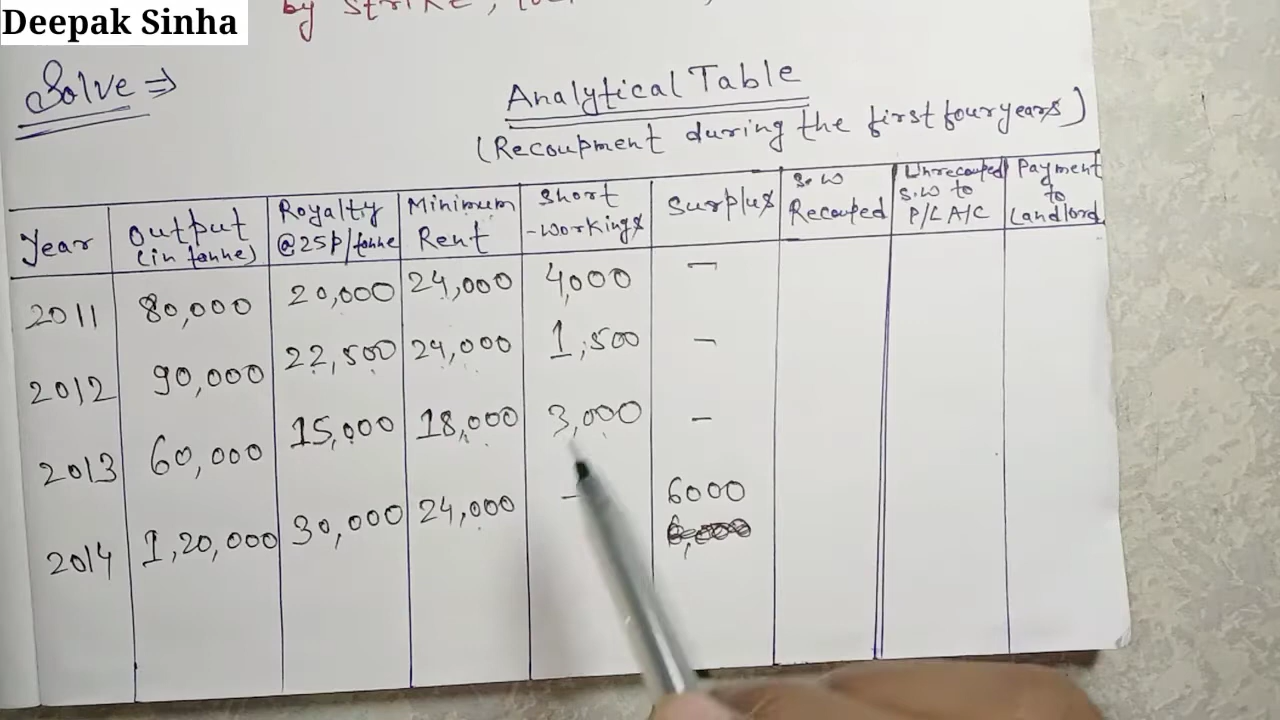 by Strike,
Deepak Sinha
Solve ⇒
Analytical Table
(Recoupment during the first four years)
Year
Output
(in tonne)
Royalty
@25P/tonne
Minimum
Rent
Short
-workings
Surplus
S.W
Recouped
Unrecouped
S.W to
P/L A/C
Payment
to
Landlord
2011 80,000 20,000 24,000 4,000 —
2012 90,000 22,500 24,000 1,500 —
2013 60,000 15,000 18,000 3,000 —
2014 1,20,000 30,000 24,000 — 6000